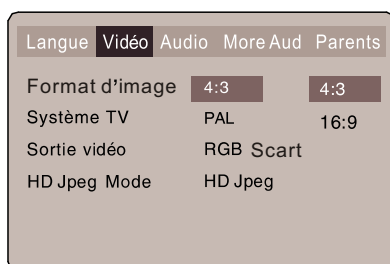 Langue Vidéo Audio More Aud Parents
Format d'image 4:3 4:3
Système TV PAL 16:9
Sortie vidéo RGB Scart
HD Jpeg Mode HD Jpeg